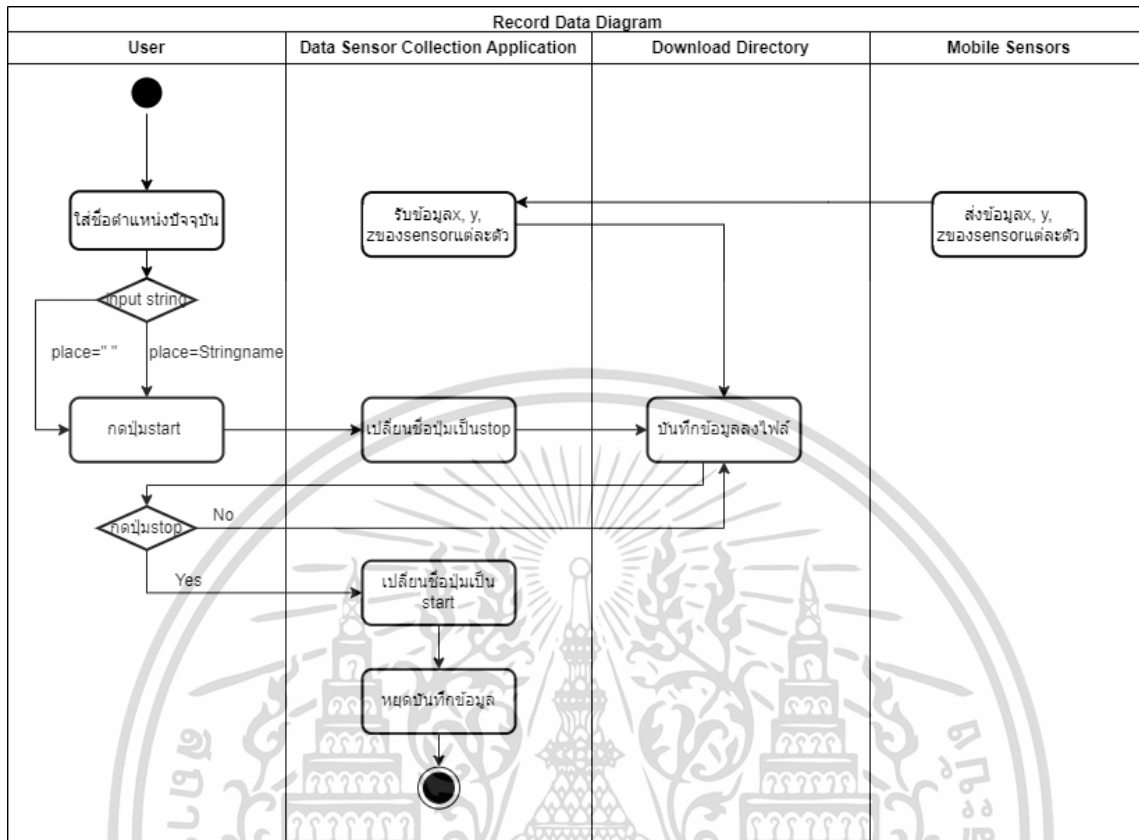 Record Data Diagram
User
Data Sensor Collection Application
Download Directory
Mobile Sensors
ใส่ชื่อตำแหน่งปัจจุบัน
รับข้อมูลx, y,
zของsensorแต่ละตัว
ส่งข้อมูลx, y,
zของsensorแต่ละตัว
input string
place=" "
place=Stringname
กดปุ่มstart
เปลี่ยนชื่อปุ่มเป็นstop
บันทึกข้อมูลลงไฟล์
กดปุ่มstop
No
Yes
เปลี่ยนชื่อปุ่มเป็น
start
หยุดบันทึกข้อมูล